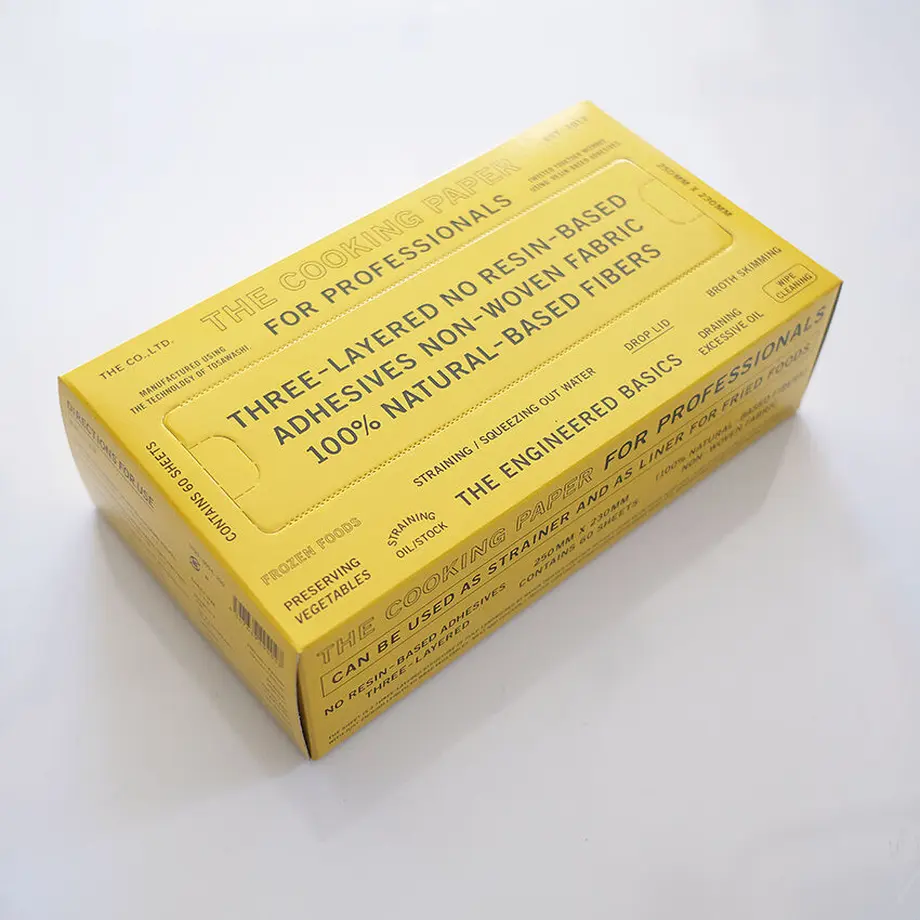 THE COOKING PAPER
FOR PROFESSIONALS
THE CO.,LTD.
MANUFACTURED USING
THE TECHNOLOGY OF TOSAWASHI
250MM X 230MM
THREE-LAYERED NO RESIN-BASED
ADHESIVES NON-WOVEN FABRIC
100% NATURAL-BASED FIBERS
CONTAINS 60 SHEETS
BROTH SKIMMING
WIPE
CLEANING
DROP LID
DRAINING
EXCESSIVE OIL
STRAINING / SQUEEZING OUT WATER
THE ENGINEERED BASICS
STRAINING
OIL/STOCK
FROZEN FOODS
PRESERVING
VEGETABLES
DIRECTIONS FOR USE
THE COOKING PAPER FOR PROFESSIONALS
CAN BE USED AS STRAINER AND AS LINER FOR FRIED FOODS
NO RESIN-BASED ADHESIVES
THREE-LAYERED
250MM X 230MM
CONTAINS 60 SHEETS
(100% NATURAL-BASED FIBER)
NON-WOVEN FABRIC